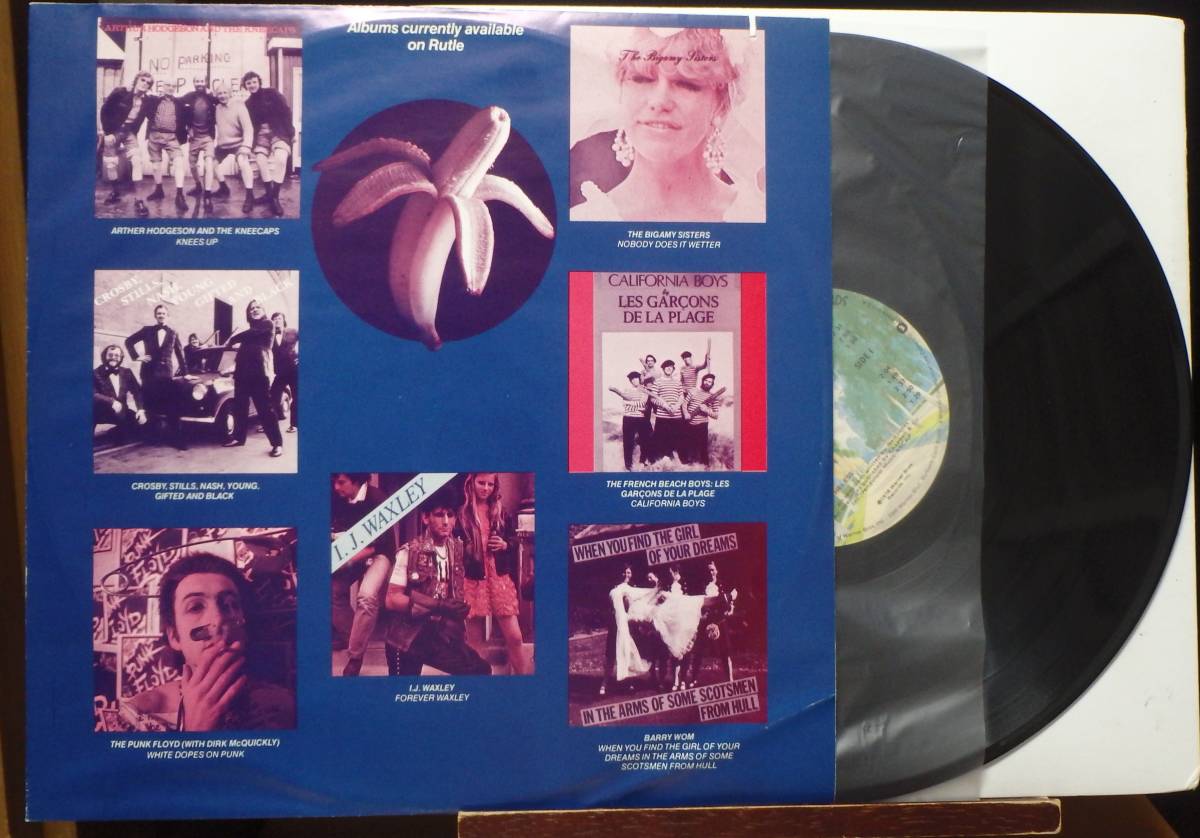 Albums currently available
on Rutle
ARTHUR HODGESON AND THE KNEECAPS
NO PARKING
ARTHER HODGESON AND THE KNEECAPS
KNEES UP
The Bigamy Sisters
THE BIGAMY SISTERS
NOBODY DOES IT WETTER
CROSBY,
STILLS,
NASH,
YOUNG,
GIFTED
AND
BLACK
CROSBY, STILLS, NASH, YOUNG,
GIFTED AND BLACK
CALIFORNIA BOYS
by
LES GARÇONS
DE LA PLAGE
THE FRENCH BEACH BOYS: LES
GARÇONS DE LA PLAGE
CALIFORNIA BOYS
PUNK
FLOYD
THE PUNK FLOYD (WITH DIRK McQUICKLY)
WHITE DOPES ON PUNK
I. J. WAXLEY
I.J. WAXLEY
FOREVER WAXLEY
WHEN YOU FIND THE GIRL
OF YOUR DREAMS
IN THE ARMS OF SOME SCOTSMEN
FROM HULL
BARRY WOM
WHEN YOU FIND THE GIRL OF YOUR
DREAMS IN THE ARMS OF SOME
SCOTSMEN FROM HULL
SIDE 1